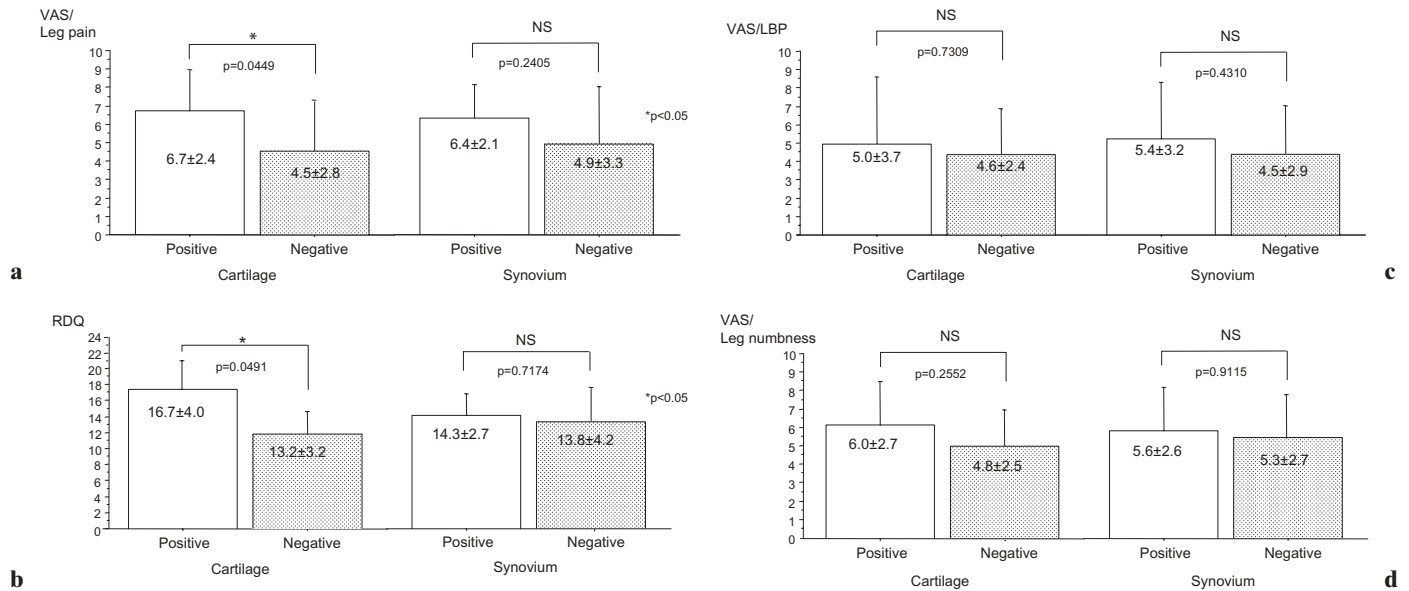 VAS/
Leg pain
10
9
8
7
6
5
4
3
2
1
0
*
p=0.0449
NS
p=0.2405
*p<0.05
6.7±2.4
4.5±2.8
6.4±2.1
4.9±3.3
Positive Negative Positive Negative
Cartilage Synovium
a
VAS/LBP
10
9
8
7
6
5
4
3
2
1
0
NS
p=0.7309
NS
p=0.4310
5.0±3.7
4.6±2.4
5.4±3.2
4.5±2.9
Positive Negative Positive Negative
Cartilage Synovium
c
RDQ
24
22
20
18
16
14
12
10
8
6
4
2
0
*
p=0.0491
NS
p=0.7174
*p<0.05
16.7±4.0
13.2±3.2
14.3±2.7
13.8±4.2
Positive Negative Positive Negative
Cartilage Synovium
b
VAS/
Leg numbness
10
9
8
7
6
5
4
3
2
1
0
NS
p=0.2552
NS
p=0.9115
6.0±2.7
4.8±2.5
5.6±2.6
5.3±2.7
Positive Negative Positive Negative
Cartilage Synovium
d